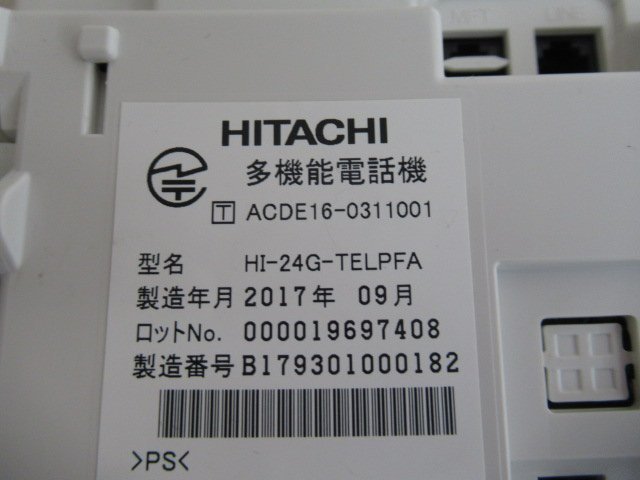 MFT LINE
HITACHI
多機能電話機
T ACDE16-0311001
型名 HI-24G-TELPFA
製造年月 2017年 09月
ロットNo. 000019697408
製造番号 B179301000182
>PS<